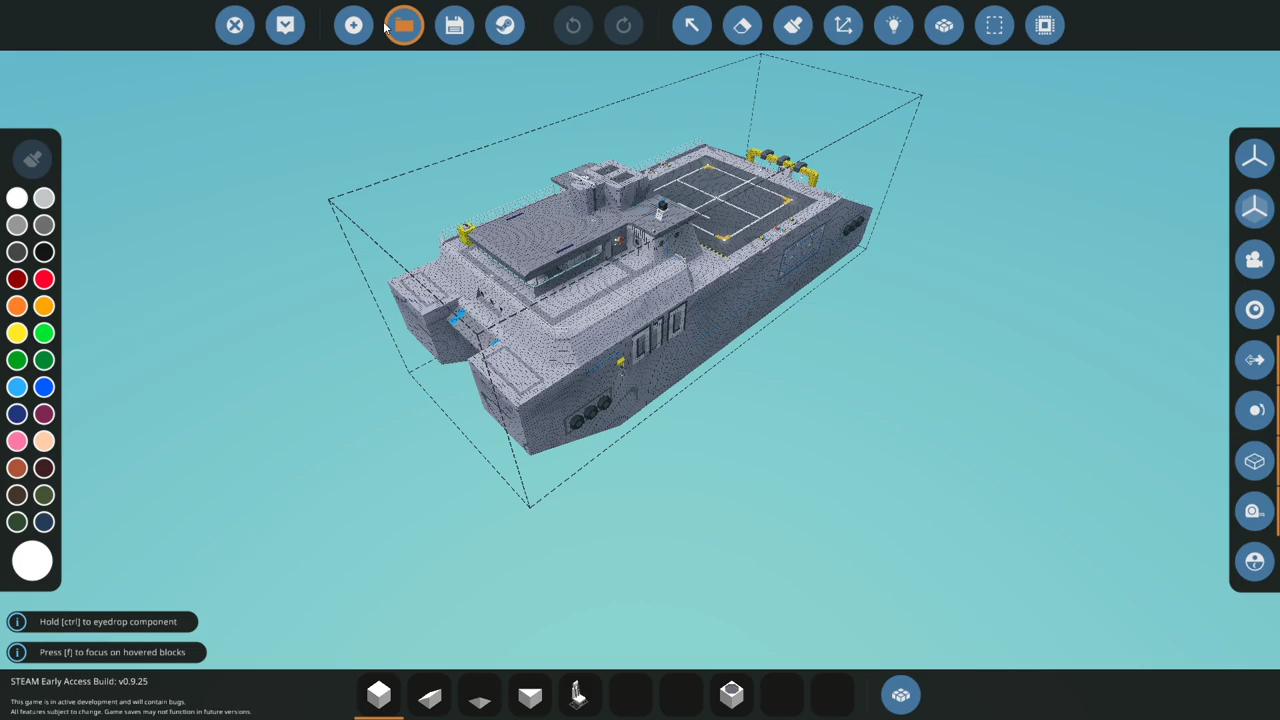 Hold [ctrl] to eyedrop component
Press [f] to focus on hovered blocks
STEAM Early Access Build: v0.9.25
This game is in active development and will contain bugs.
All features subject to change. Game saves may not function in future versions.